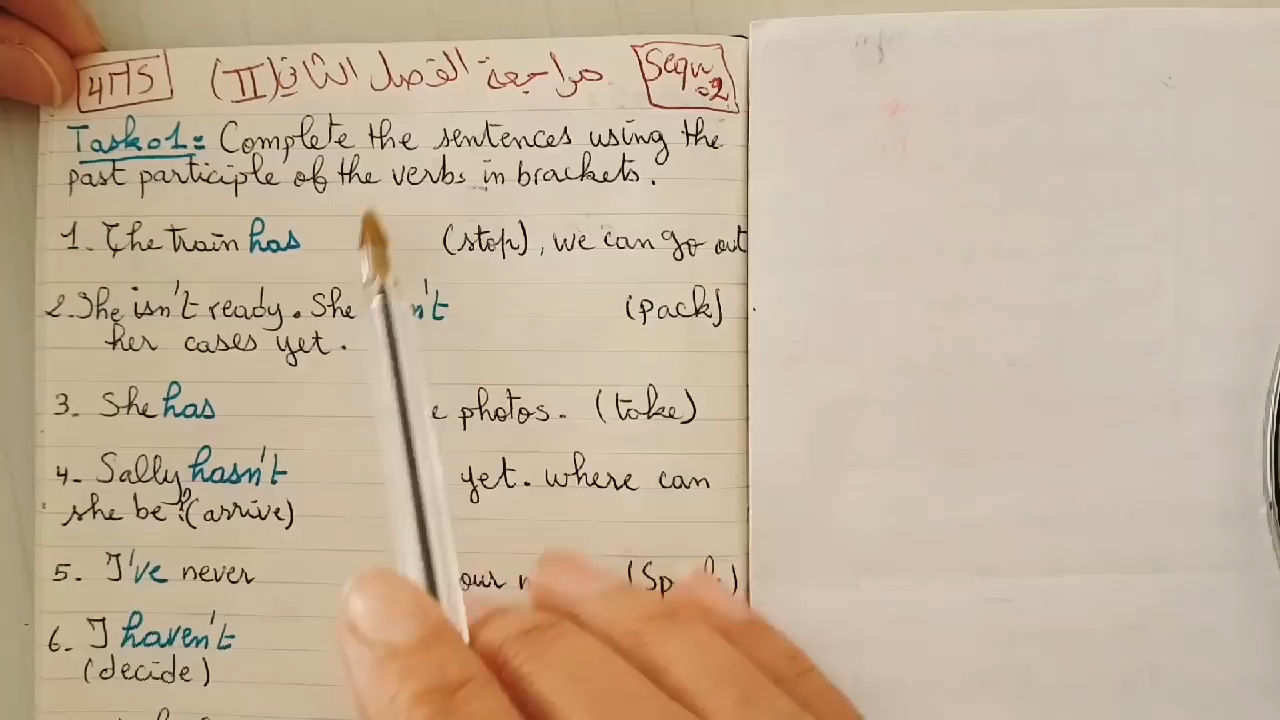 4MS مراجعة الفصل الثاني (II) Sequ 02
Task 01: Complete the sentences using the
past participle of the verbs in brackets.
1. The train has (stop), we can go out
2. She isn't ready. She n't (pack)
her cases yet.
3. She has e photos. (take)
4. Sally hasn't yet. where can
she be? (arrive)
5. I've never our
6. I haven't
(decide)